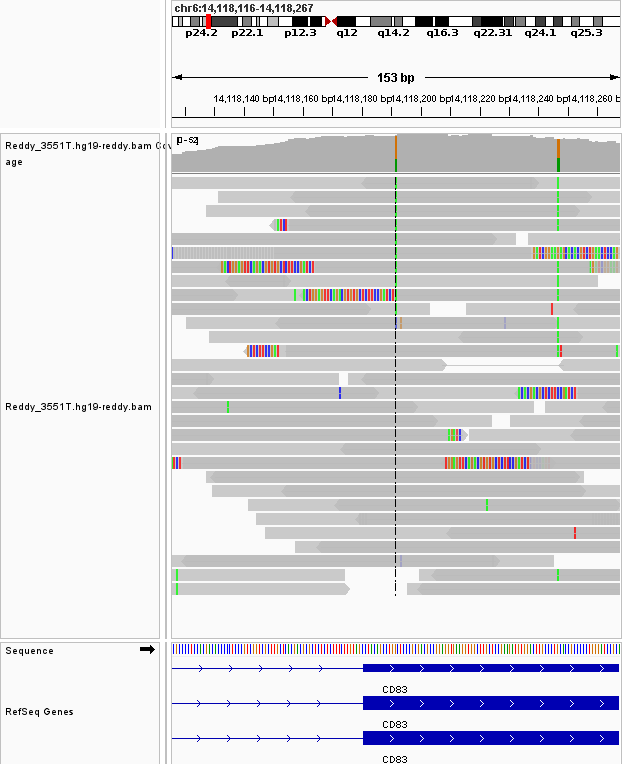 chr6:14,118,116-14,118,267
p24.2 p22.1 p12.3 q12 q14.2 q16.3 q22.31 q24.1 q25.3
153 bp
14,118,140 bp 14,118,160 bp 14,118,180 bp 14,118,200 bp 14,118,220 bp 14,118,240 bp 14,118,260 b
Reddy_3551T.hg19-reddy.bam Cov
age
[0-52]
Reddy_3551T.hg19-reddy.bam
Sequence
CD83
RefSeq Genes
CD83
CD83